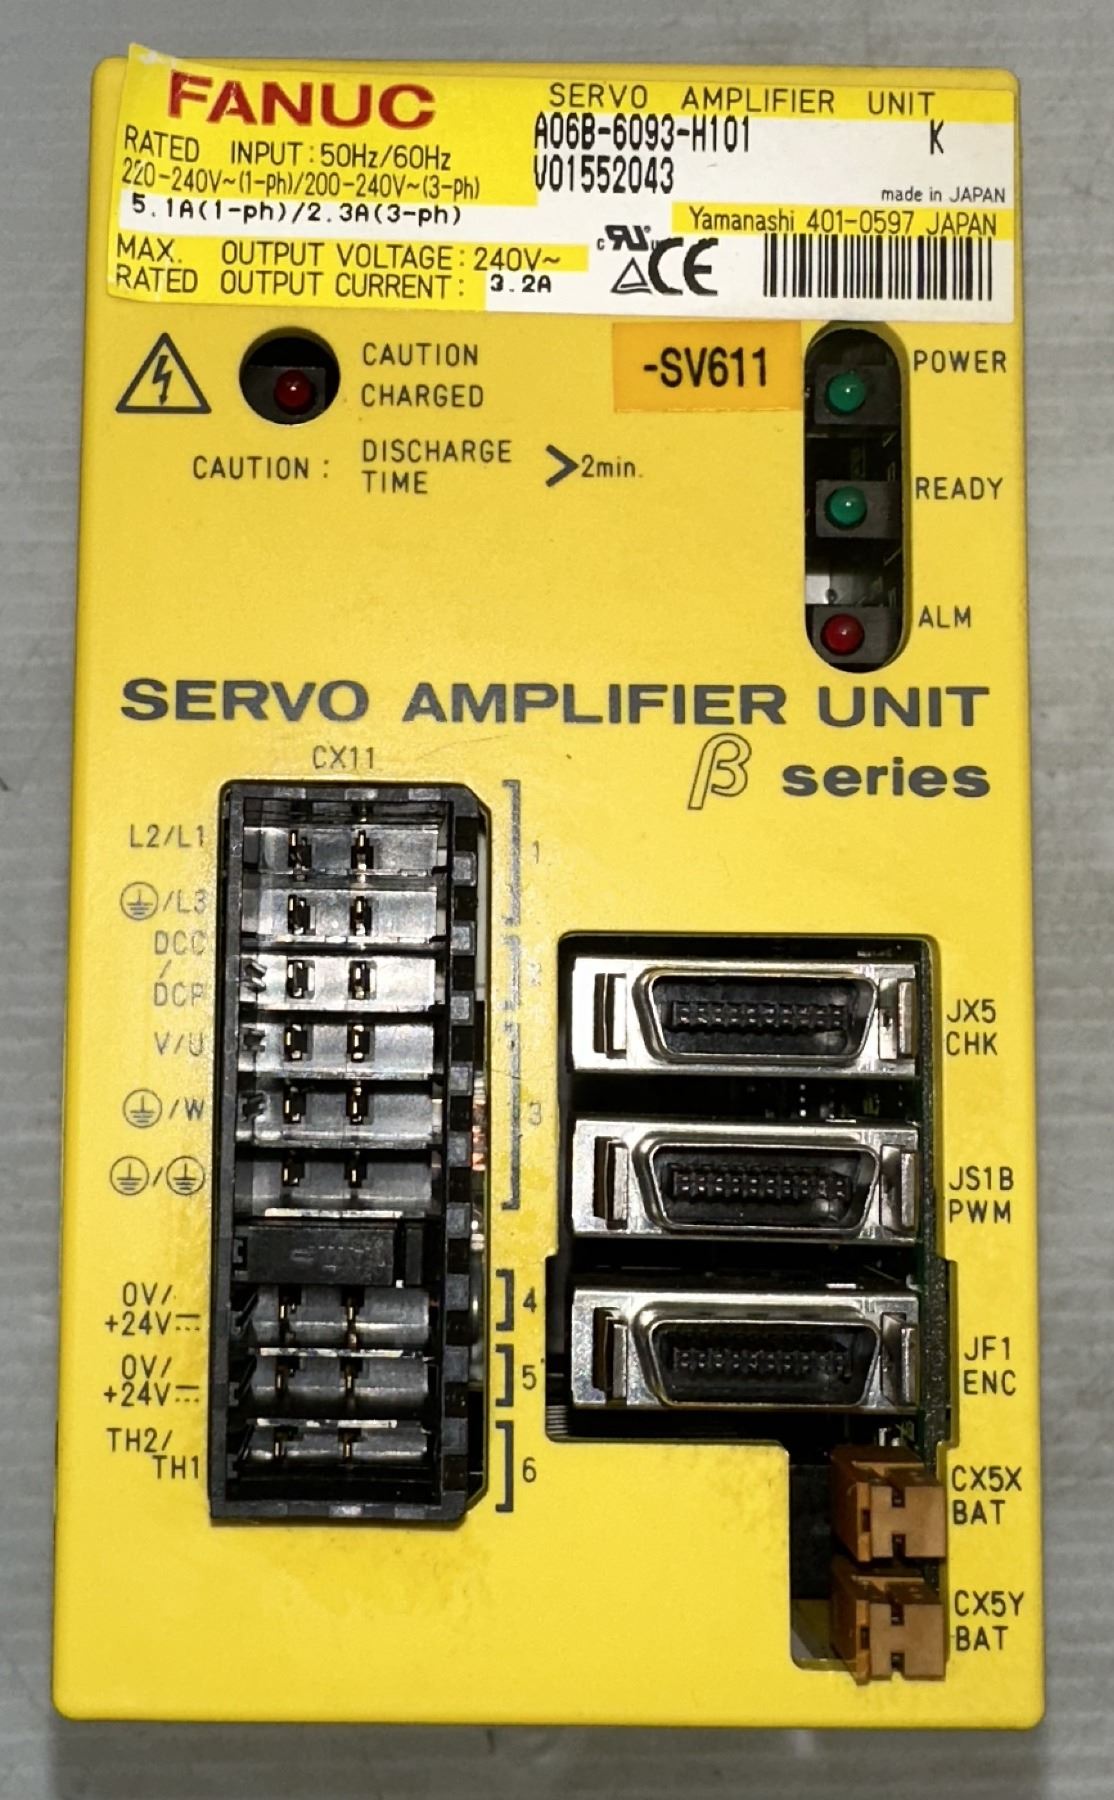 FANUC
SERVO AMPLIFIER UNIT
A06B-6093-H101 K
V01552043
RATED INPUT : 50Hz/60Hz
220-240V~(1-ph)/200-240V~(3-ph)
5.1A(1-ph)/2.3A(3-ph)
made in JAPAN
Yamanashi 401-0597 JAPAN
MAX. OUTPUT VOLTAGE : 240V~
RATED OUTPUT CURRENT : 3.2A
c RU us
CE
CAUTION
CHARGED
-SV611
POWER
CAUTION : DISCHARGE
TIME
>2min.
READY
ALM
SERVO AMPLIFIER UNIT
β series
CX11
L2/L1
1
/L3
DCC
/
DCP
2
V/U
/W
3
/
0V/
+24V
4
0V/
+24V
5
TH2/
TH1
6
JX5
CHK
JS1B
PWM
JF1
ENC
CX5X
BAT
CX5Y
BAT